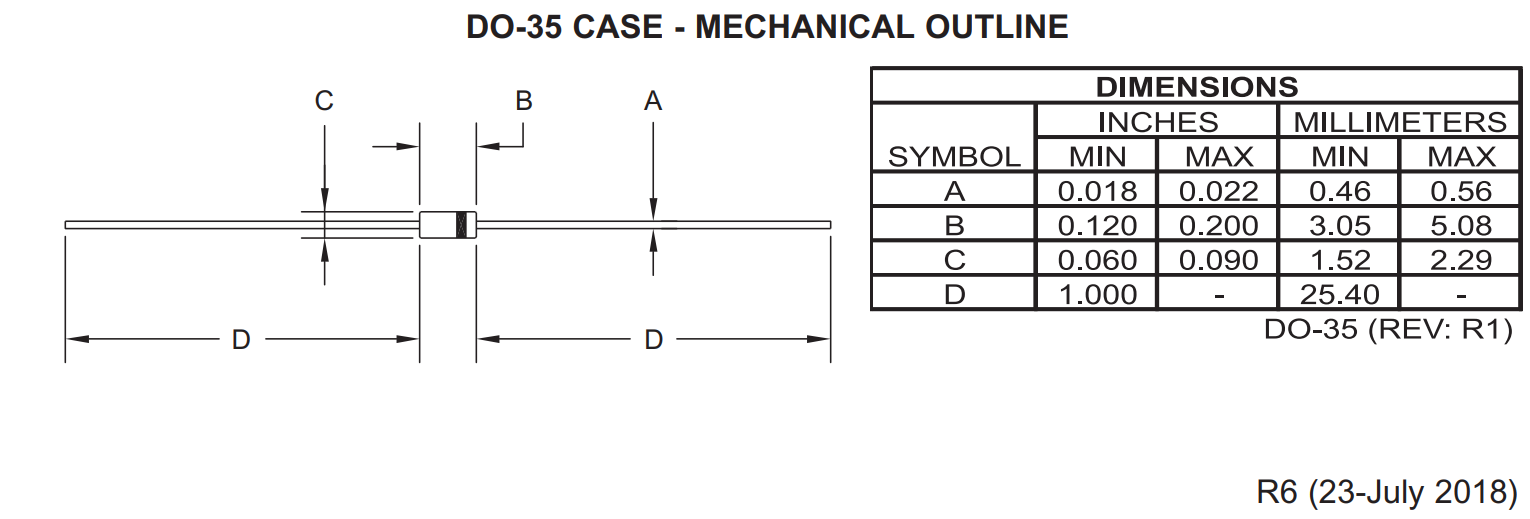 DO-35 CASE - MECHANICAL OUTLINE
C B A
D D
DIMENSIONS
INCHES MILLIMETERS
SYMBOL MIN MAX MIN MAX
A 0.018 0.022 0.46 0.56
B 0.120 0.200 3.05 5.08
C 0.060 0.090 1.52 2.29
D 1.000 - 25.40 -
DO-35 (REV: R1)
R6 (23-July 2018)